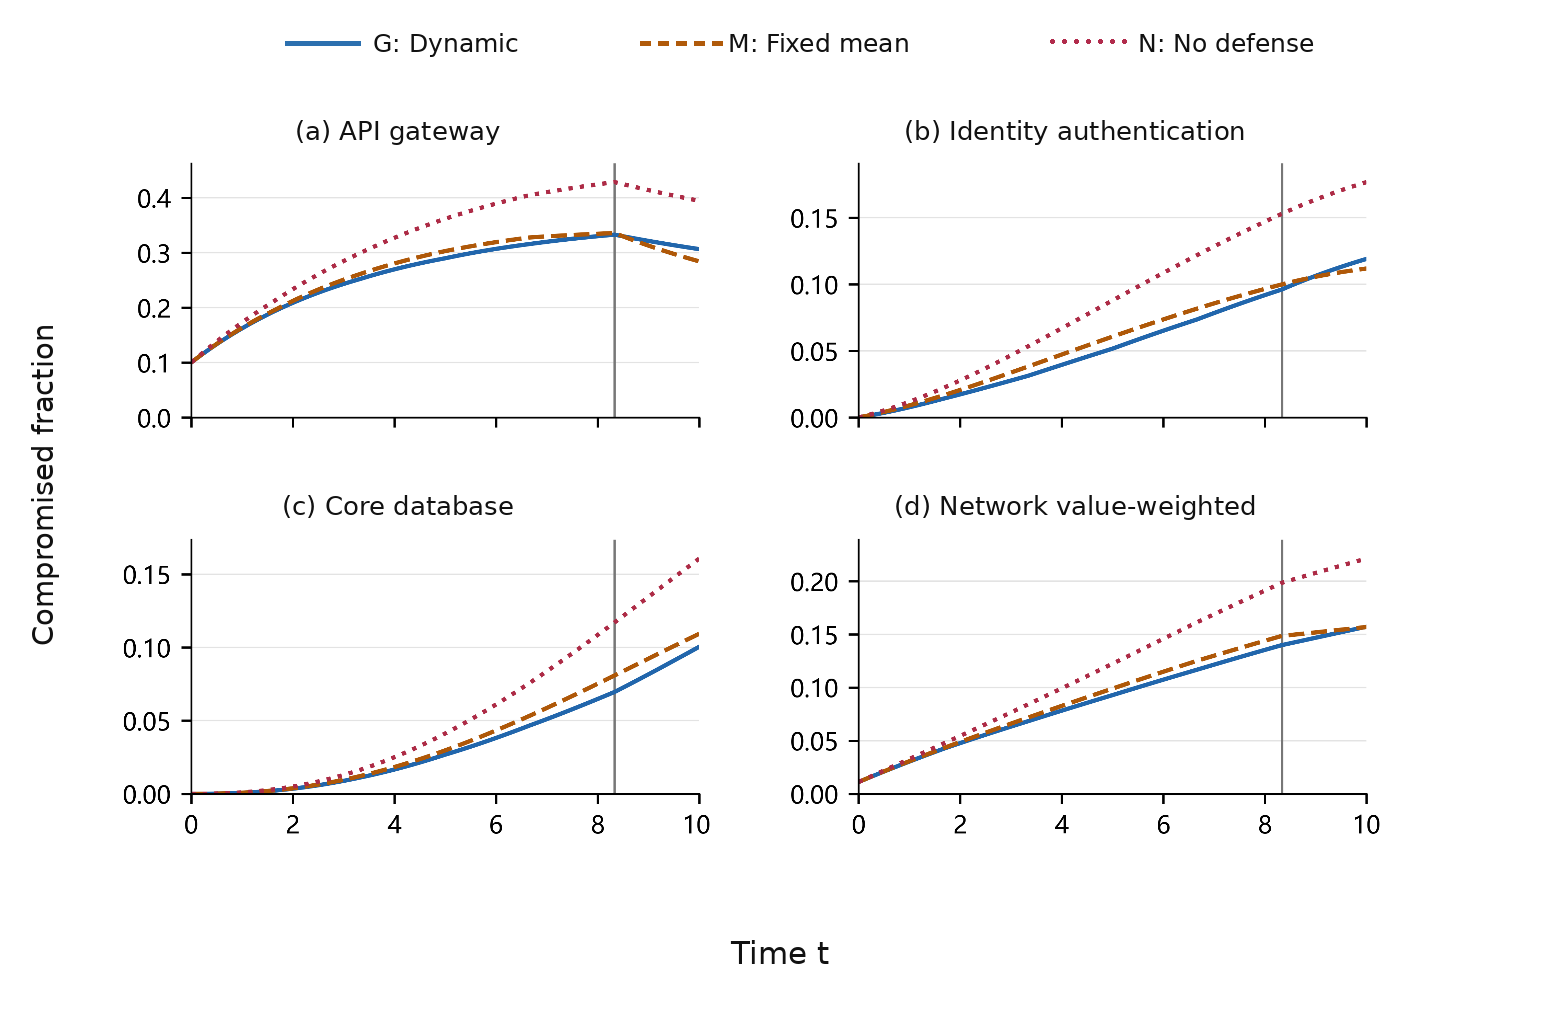 G: Dynamic M: Fixed mean N: No defense
(a) API gateway
0.4
0.3
0.2
0.1
0.0
(b) Identity authentication
0.15
0.10
0.05
0.00
Compromised fraction
(c) Core database
0.15
0.10
0.05
0.00
0 2 4 6 8 10
(d) Network value-weighted
0.20
0.15
0.10
0.05
0.00
0 2 4 6 8 10
Time t